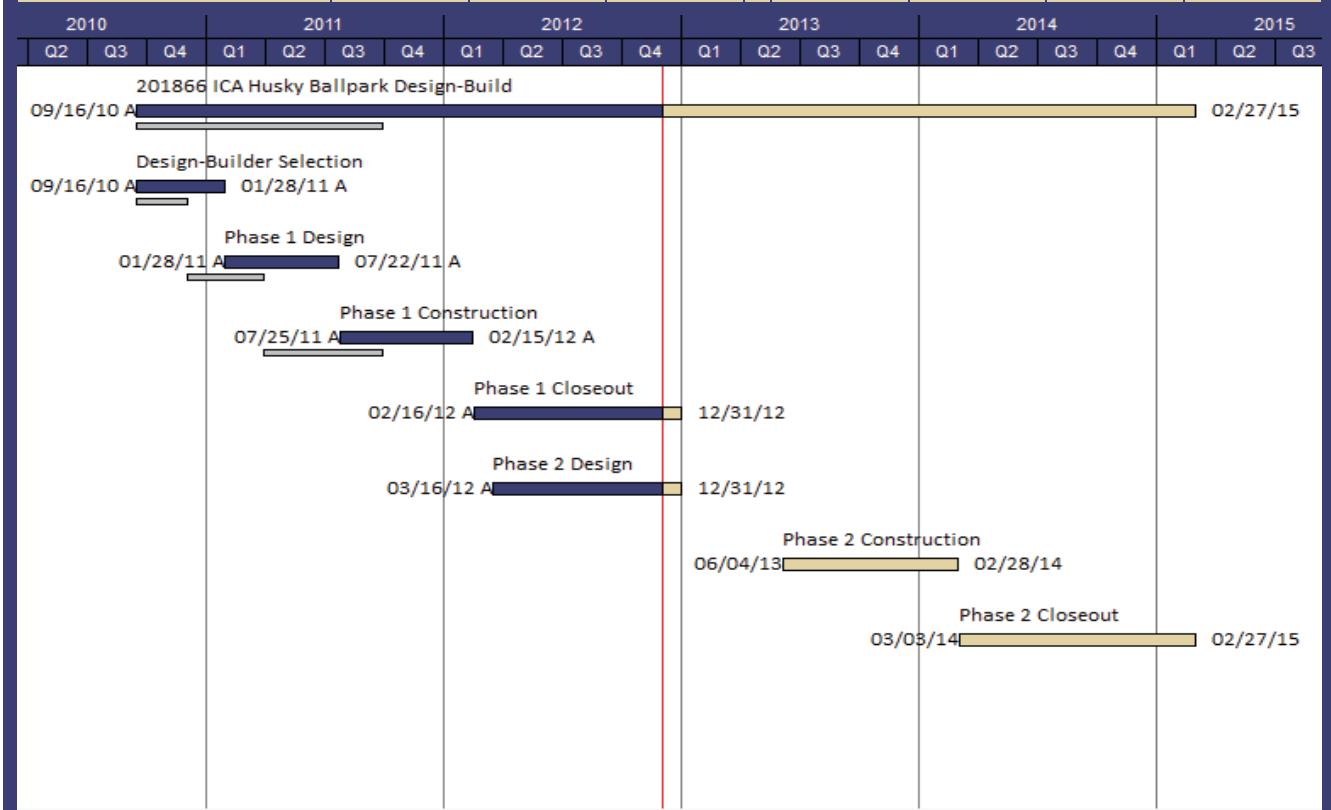 2010 2011 2012 2013 2014 2015
Q2 Q3 Q4 Q1 Q2 Q3 Q4 Q1 Q2 Q3 Q4 Q1 Q2 Q3 Q4 Q1 Q2 Q3 Q4 Q1 Q2 Q3
201866 ICA Husky Ballpark Design-Build
09/16/10 A 02/27/15
Design-Builder Selection
09/16/10 A 01/28/11 A
Phase 1 Design
01/28/11 A 07/22/11 A
Phase 1 Construction
07/25/11 A 02/15/12 A
Phase 1 Closeout
02/16/12 A 12/31/12
Phase 2 Design
03/16/12 A 12/31/12
Phase 2 Construction
06/04/13 02/28/14
Phase 2 Closeout
03/03/14 02/27/15